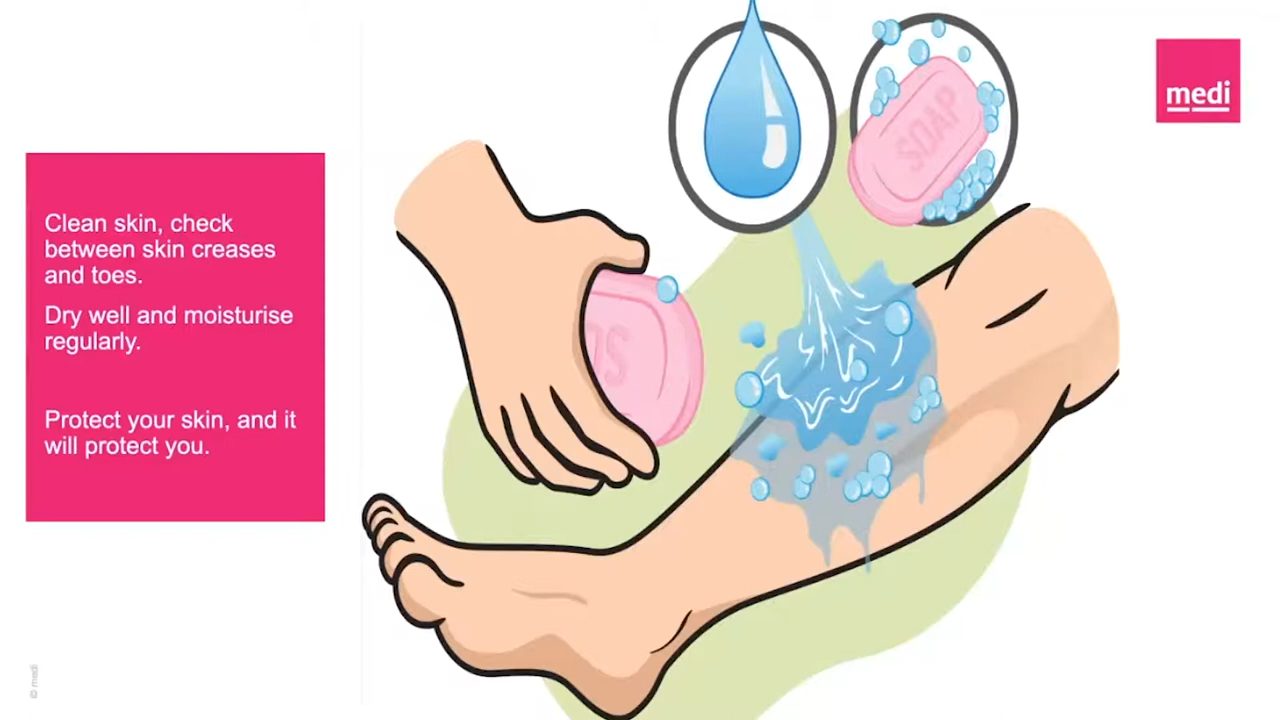 medi
SOAP
Clean skin, check
between skin creases
and toes.
Dry well and moisturise
regularly.
Protect your skin, and it
will protect you.
© medi